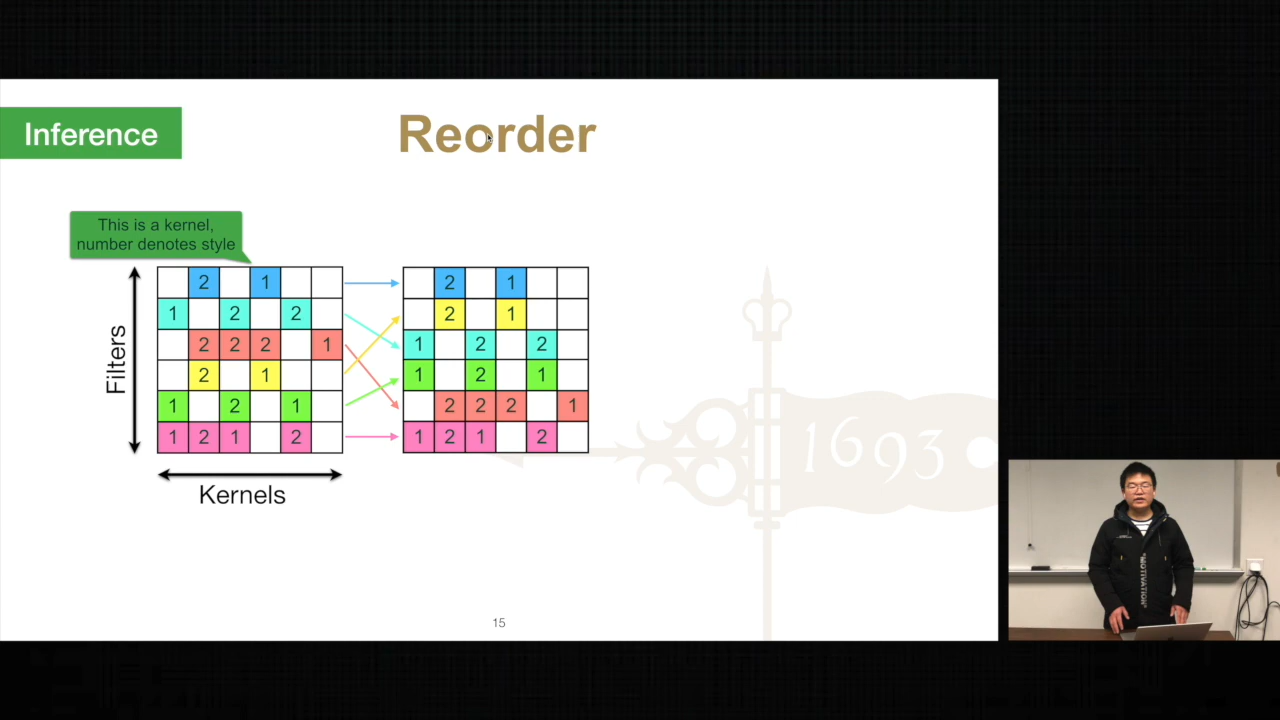 Inference
Reorder
This is a kernel,
number denotes style
2 1 2 1
1 2 2 2 1
2 2 2 1 1 2 2
2 1 1 2 1
1 2 1 2 2 2 1
1 2 1 2 1 2 1 2
Filters
Kernels
1693
15
"MOTIVATION"